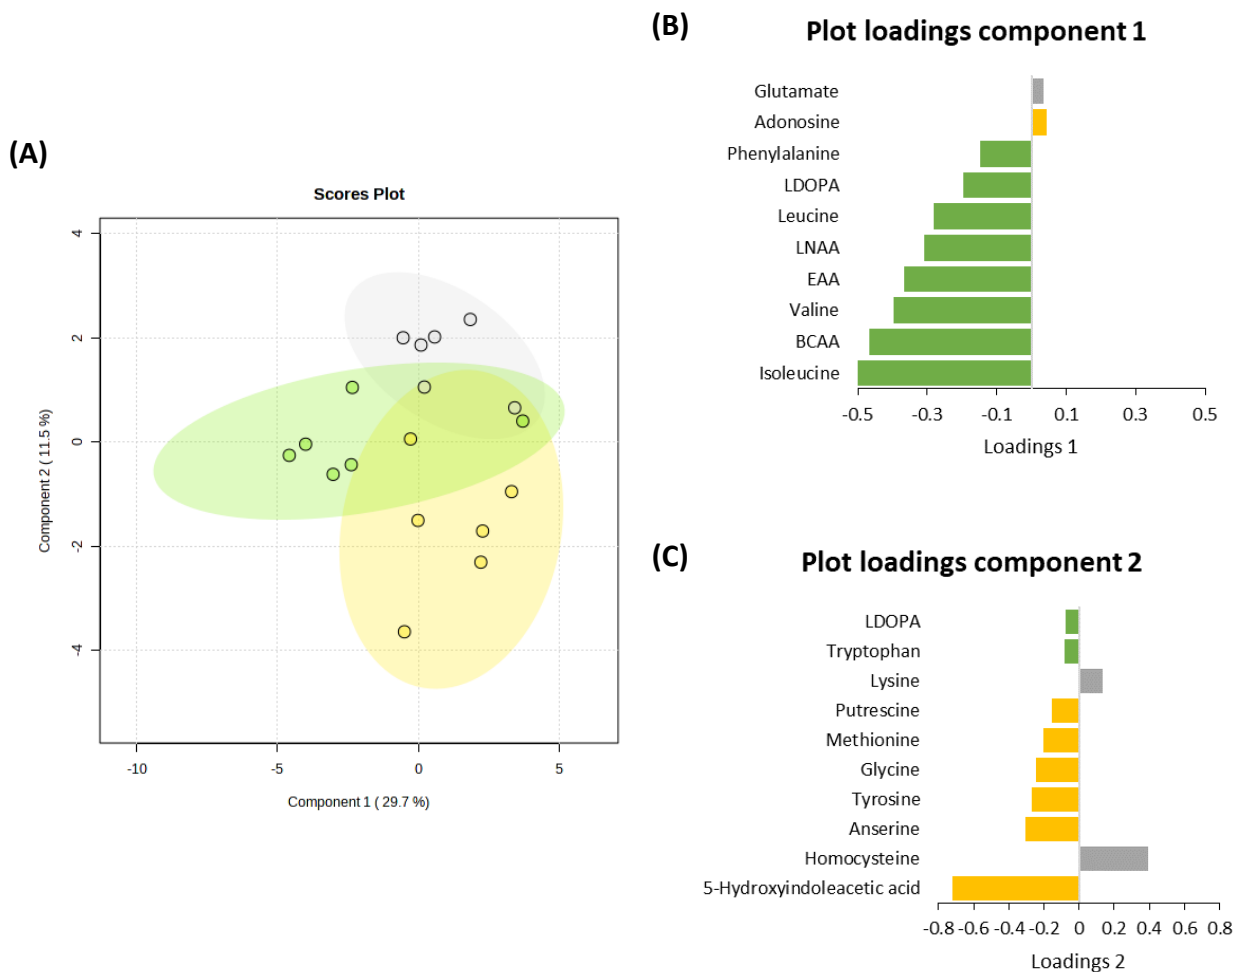 (A)
Scores Plot
Component 2 ( 11.5 %)
4
2
0
-2
-4
-10
-5
0
5
Component 1 ( 29.7 %)
(B)
Plot loadings component 1
Glutamate
Adonosine
Phenylalanine
LDOPA
Leucine
LNAA
EAA
Valine
BCAA
Isoleucine
-0.5 -0.3 -0.1 0.1 0.3 0.5
Loadings 1
(C)
Plot loadings component 2
LDOPA
Tryptophan
Lysine
Putrescine
Methionine
Glycine
Tyrosine
Anserine
Homocysteine
5-Hydroxyindoleacetic acid
-0.8 -0.6 -0.4 -0.2 0 0.2 0.4 0.6 0.8
Loadings 2